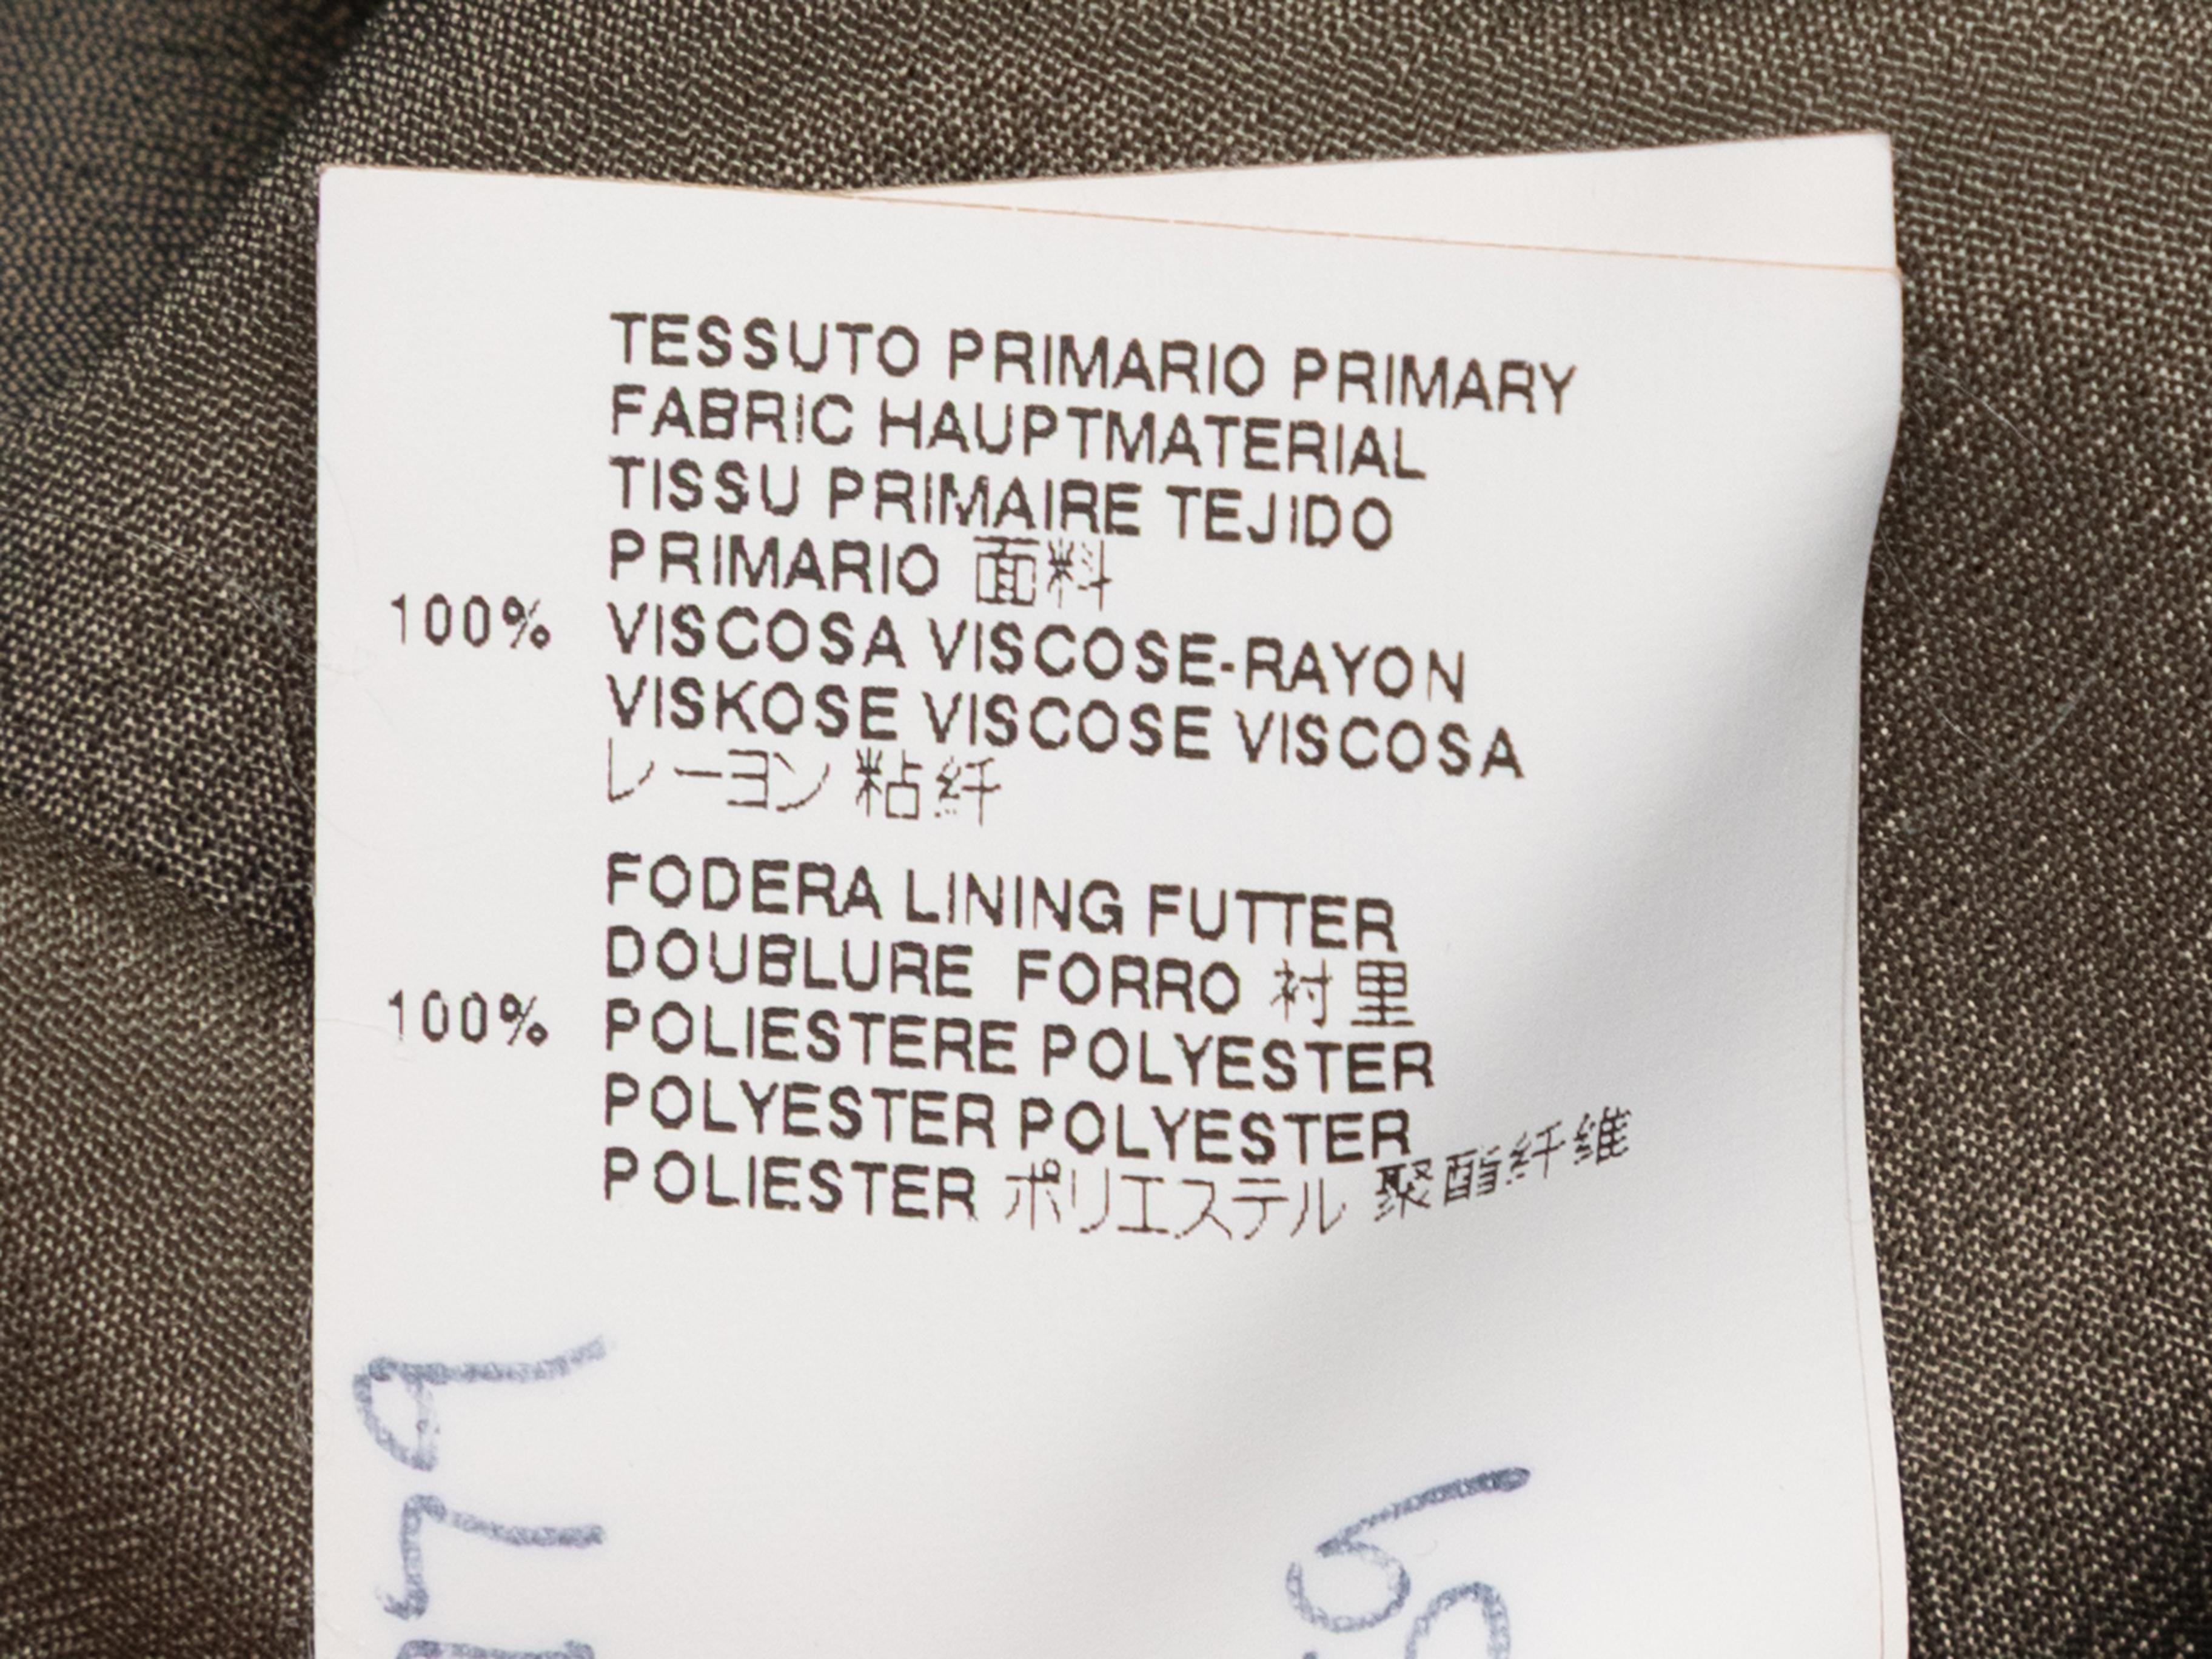 TESSUTO PRIMARIO PRIMARY
FABRIC HAUPTMATERIAL
TISSU PRIMAIRE TEJIDO
PRIMARIO 面料
100% VISCOSA VISCOSE-RAYON
VISKOSE VISCOSE VISCOSA
レーヨン 粘纤
FODERA LINING FUTTER
DOUBLURE FORRO 衬里
100% POLIESTERE POLYESTER
POLYESTER POLYESTER
POLIESTER ポリエステル 聚酯纤维